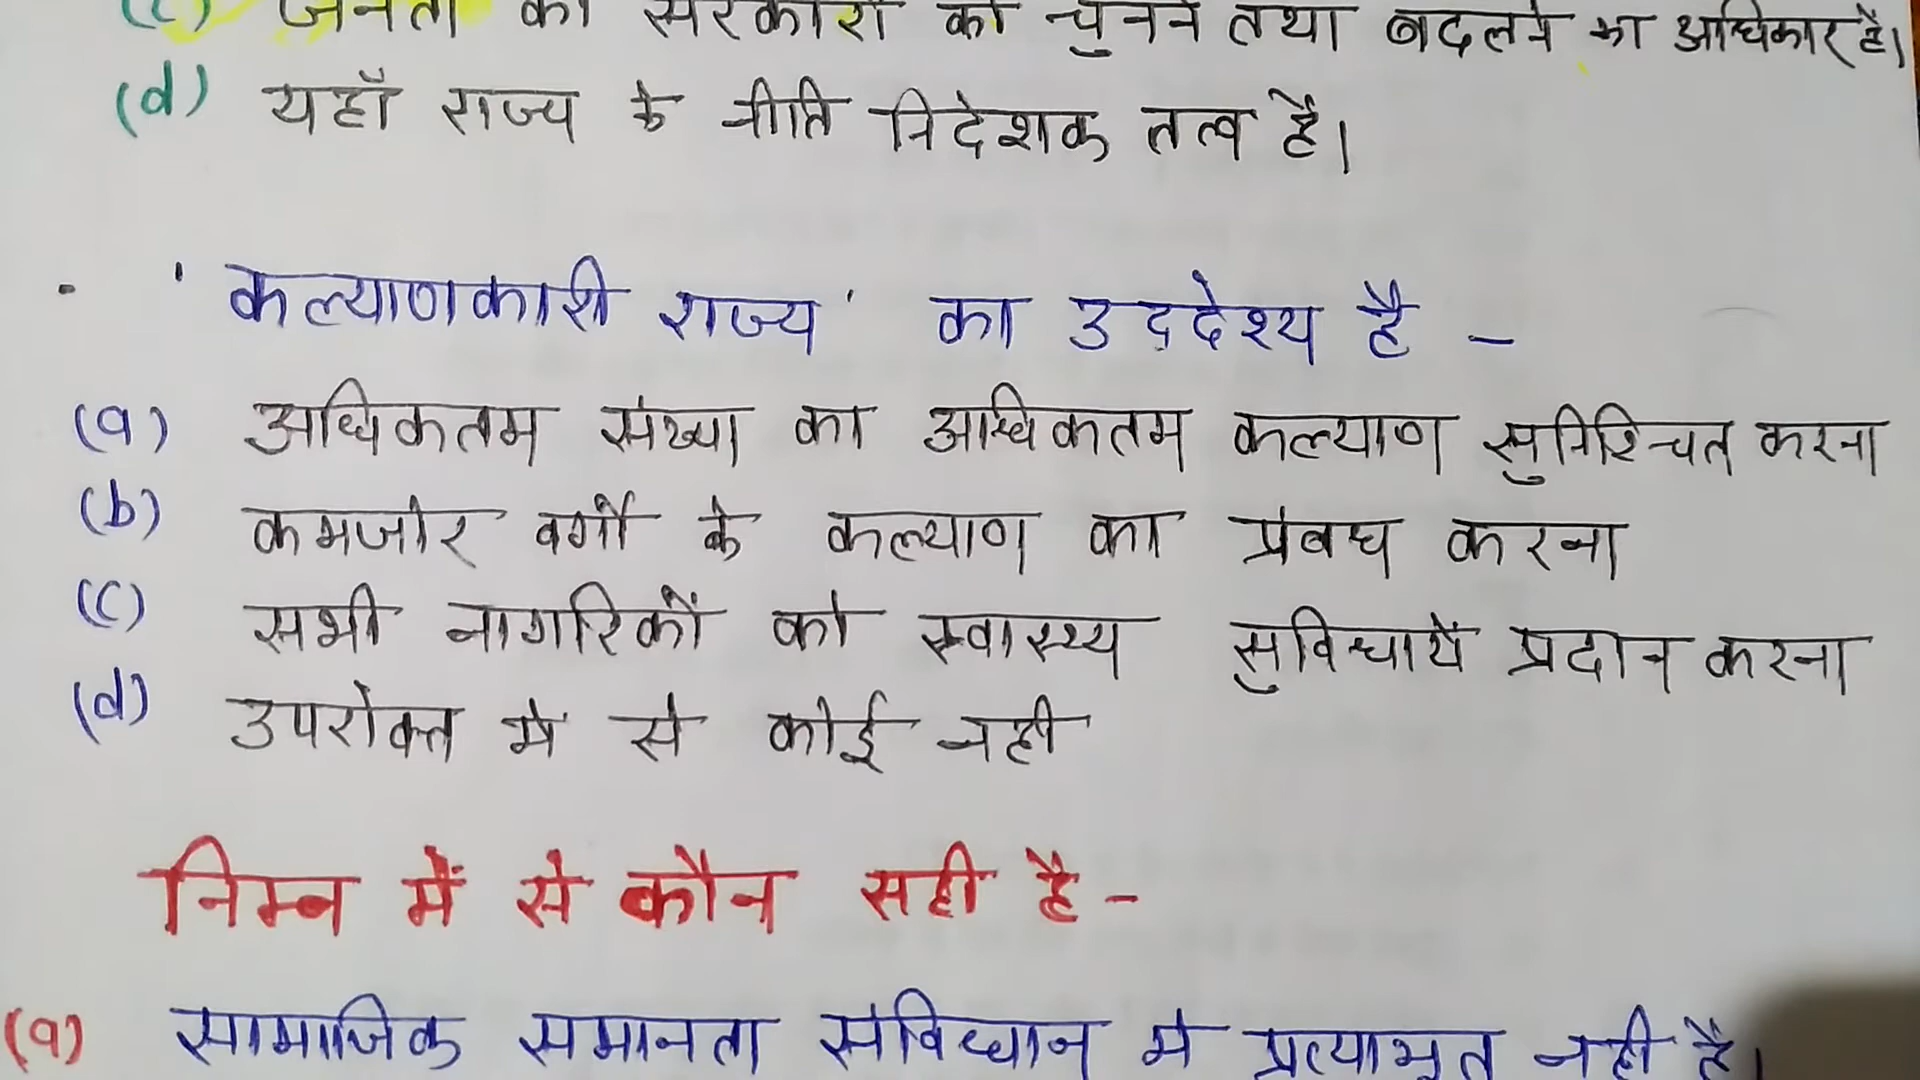 (c) जनता को सरकारों को चुनने तथा बदलने का अधिकार है।
(d) यहाँ राज्य के नीति निदेशक तत्व हैं।
· 'कल्याणकारी राज्य' का उद्देश्य है -
(a) अधिकतम संख्या का अधिकतम कल्याण सुनिश्चित करना
(b) कमजोर वर्गों के कल्याण का प्रंबघ करना
(c) सभी नागरिकों को स्वास्थ्य सुविधायें प्रदान करना
(d) उपरोक्त में से कोई नही
निम्न में से कौन सही है -
(a) सामाजिक समानता संविधान में प्रत्याभूत नही है।